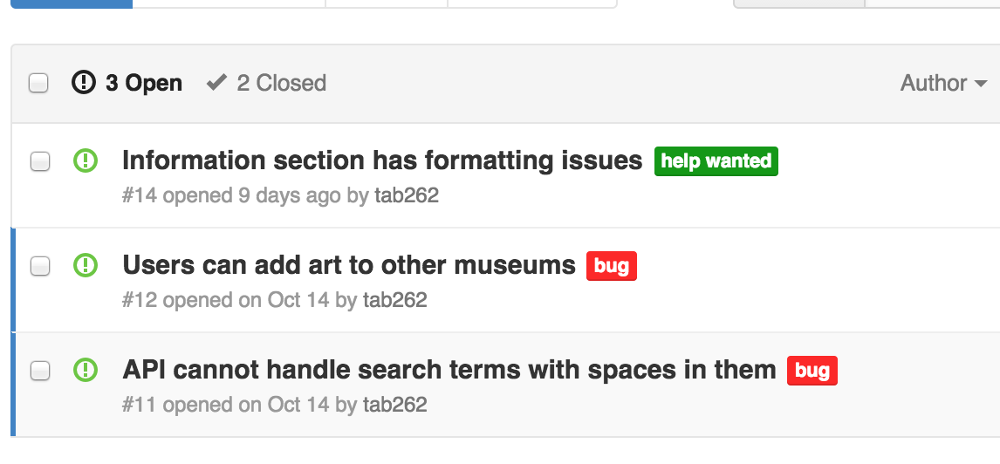 3 Open 2 Closed Author
Information section has formatting issues help wanted
#14 opened 9 days ago by tab262
Users can add art to other museums bug
#12 opened on Oct 14 by tab262
API cannot handle search terms with spaces in them bug
#11 opened on Oct 14 by tab262